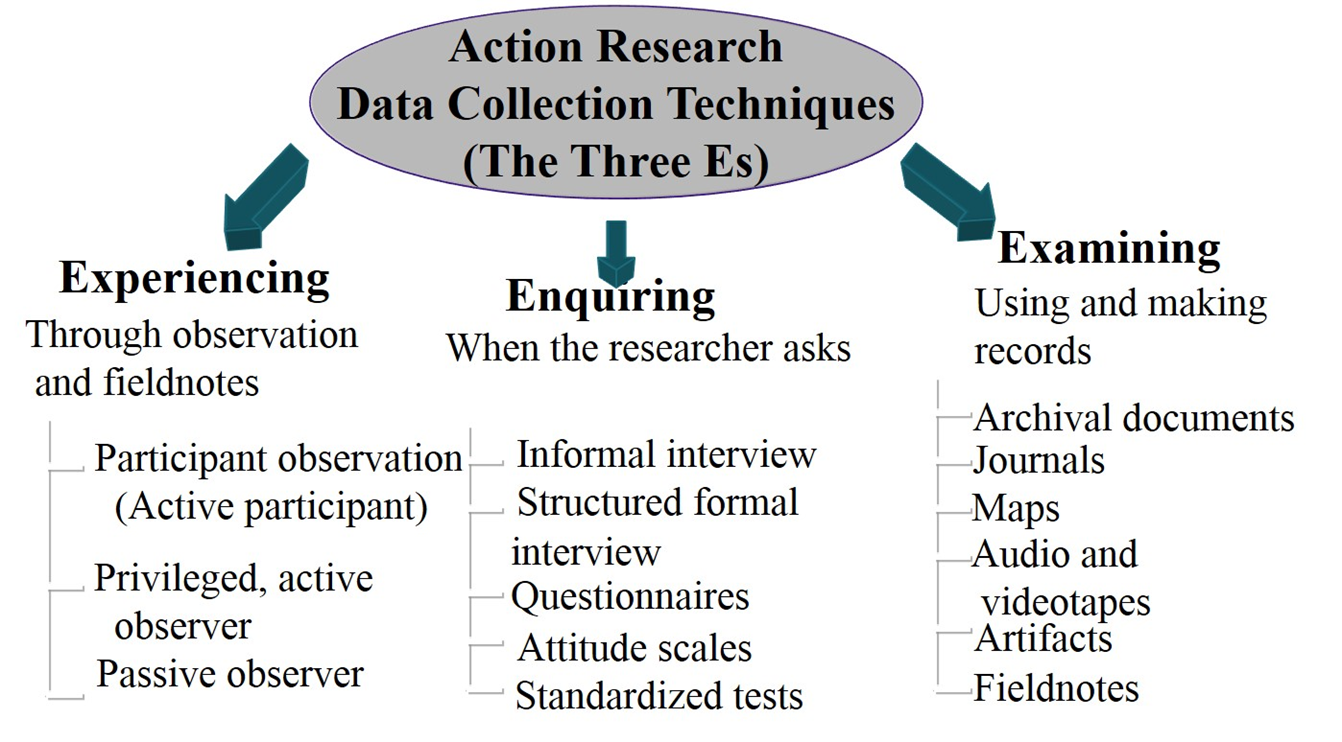 Action Research
Data Collection Techniques
(The Three Es)
Experiencing
Through observation
and fieldnotes
Participant observation
(Active participant)
Privileged, active
observer
Passive observer
Enquiring
When the researcher asks
Informal interview
Structured formal
interview
Questionnaires
Attitude scales
Standardized tests
Examining
Using and making
records
Archival documents
Journals
Maps
Audio and
videotapes
Artifacts
Fieldnotes